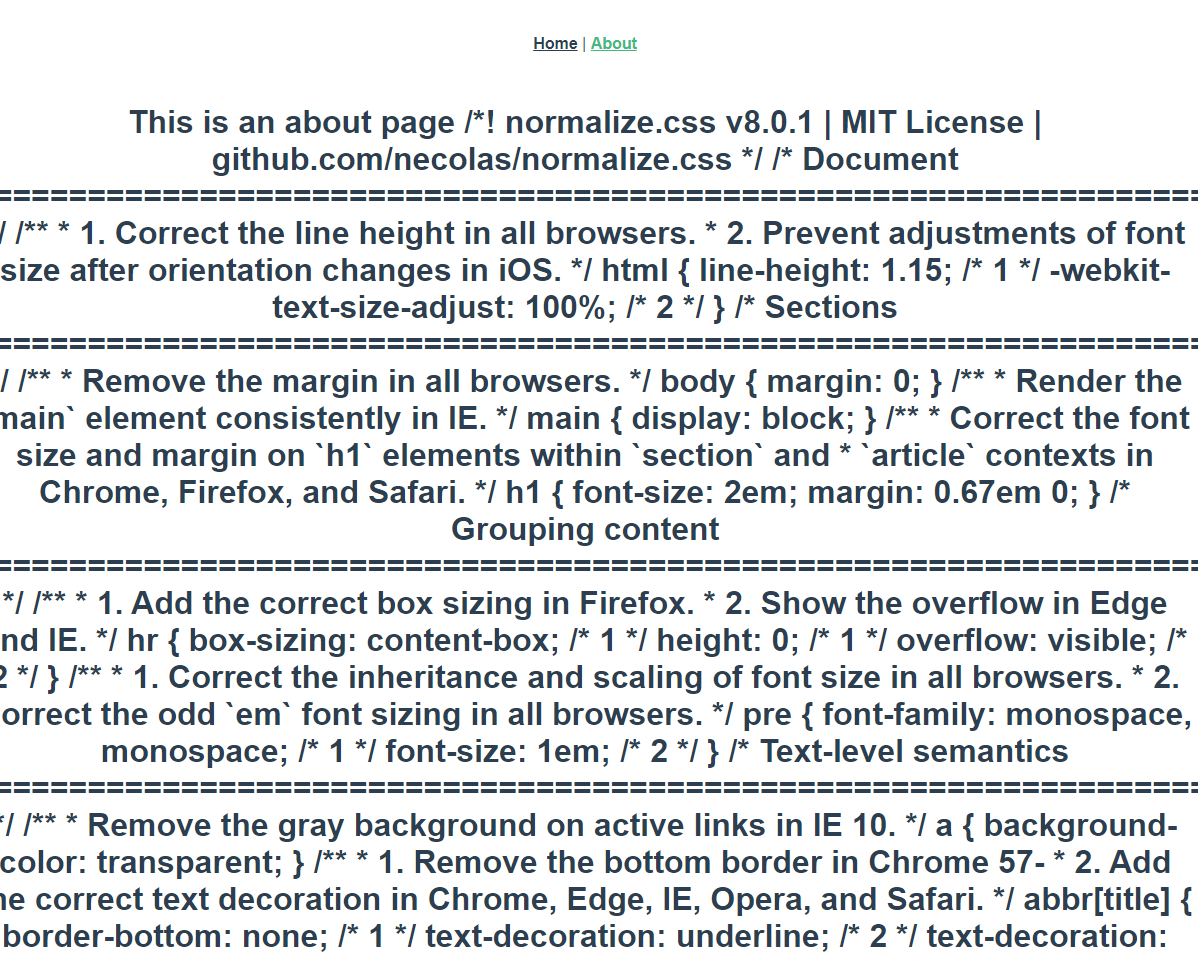 Home | About
This is an about page /*! normalize.css v8.0.1 | MIT License |
github.com/necolas/normalize.css */ /* Document
=================================================================
/ /** * 1. Correct the line height in all browsers. * 2. Prevent adjustments of font
size after orientation changes in iOS. */ html { line-height: 1.15; /* 1 */ -webkit-
text-size-adjust: 100%; /* 2 */ } /* Sections
=================================================================
/ /** * Remove the margin in all browsers. */ body { margin: 0; } /** * Render the
main` element consistently in IE. */ main { display: block; } /** * Correct the font
size and margin on `h1` elements within `section` and * `article` contexts in
Chrome, Firefox, and Safari. */ h1 { font-size: 2em; margin: 0.67em 0; } /*
Grouping content
=================================================================
*/ /** * 1. Add the correct box sizing in Firefox. * 2. Show the overflow in Edge
nd IE. */ hr { box-sizing: content-box; /* 1 */ height: 0; /* 1 */ overflow: visible; /*
2 */ } /** * 1. Correct the inheritance and scaling of font size in all browsers. * 2.
orrect the odd `em` font sizing in all browsers. */ pre { font-family: monospace,
monospace; /* 1 */ font-size: 1em; /* 2 */ } /* Text-level semantics
=================================================================
*/ /** * Remove the gray background on active links in IE 10. */ a { background-
color: transparent; } /** * 1. Remove the bottom border in Chrome 57- * 2. Add
he correct text decoration in Chrome, Edge, IE, Opera, and Safari. */ abbr[title] {
border-bottom: none; /* 1 */ text-decoration: underline; /* 2 */ text-decoration: